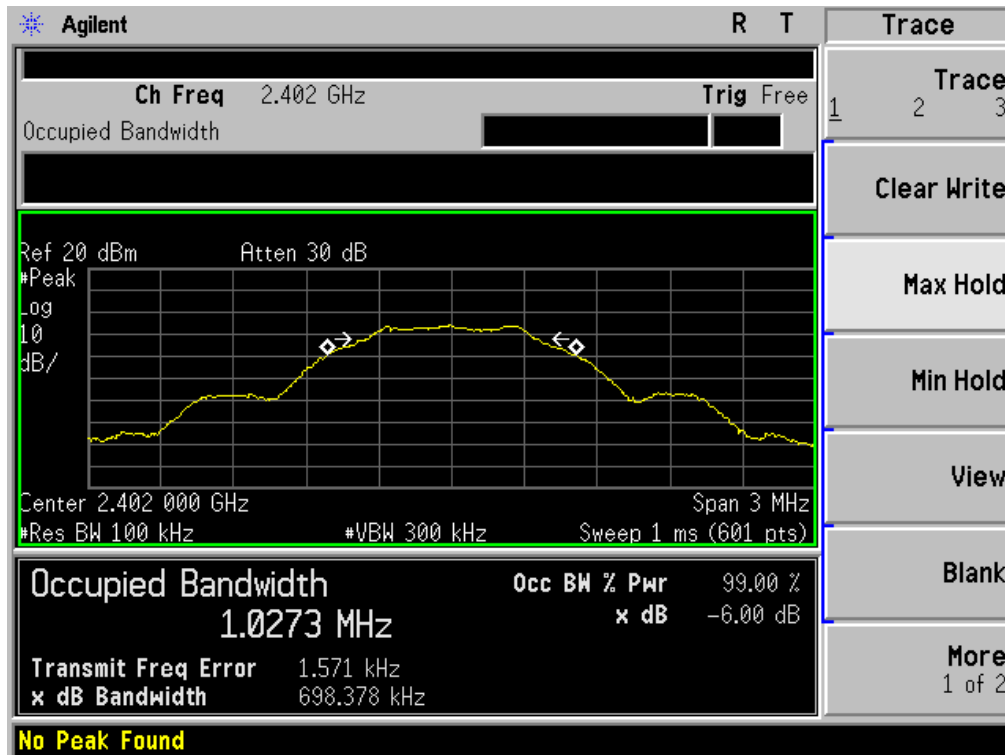 Agilent R T Trace
Ch Freq 2.402 GHz Trig Free
Occupied Bandwidth
Ref 20 dBm Atten 30 dB
#Peak
Log
10
dB/
Center 2.402 000 GHz Span 3 MHz
#Res BW 100 kHz #VBW 300 kHz Sweep 1 ms (601 pts)
Occupied Bandwidth Occ BW % Pwr 99.00 %
1.0273 MHz x dB -6.00 dB
Transmit Freq Error 1.571 kHz
x dB Bandwidth 698.378 kHz
No Peak Found
Trace
1 2 3
Clear Write
Max Hold
Min Hold
View
Blank
More
1 of 2